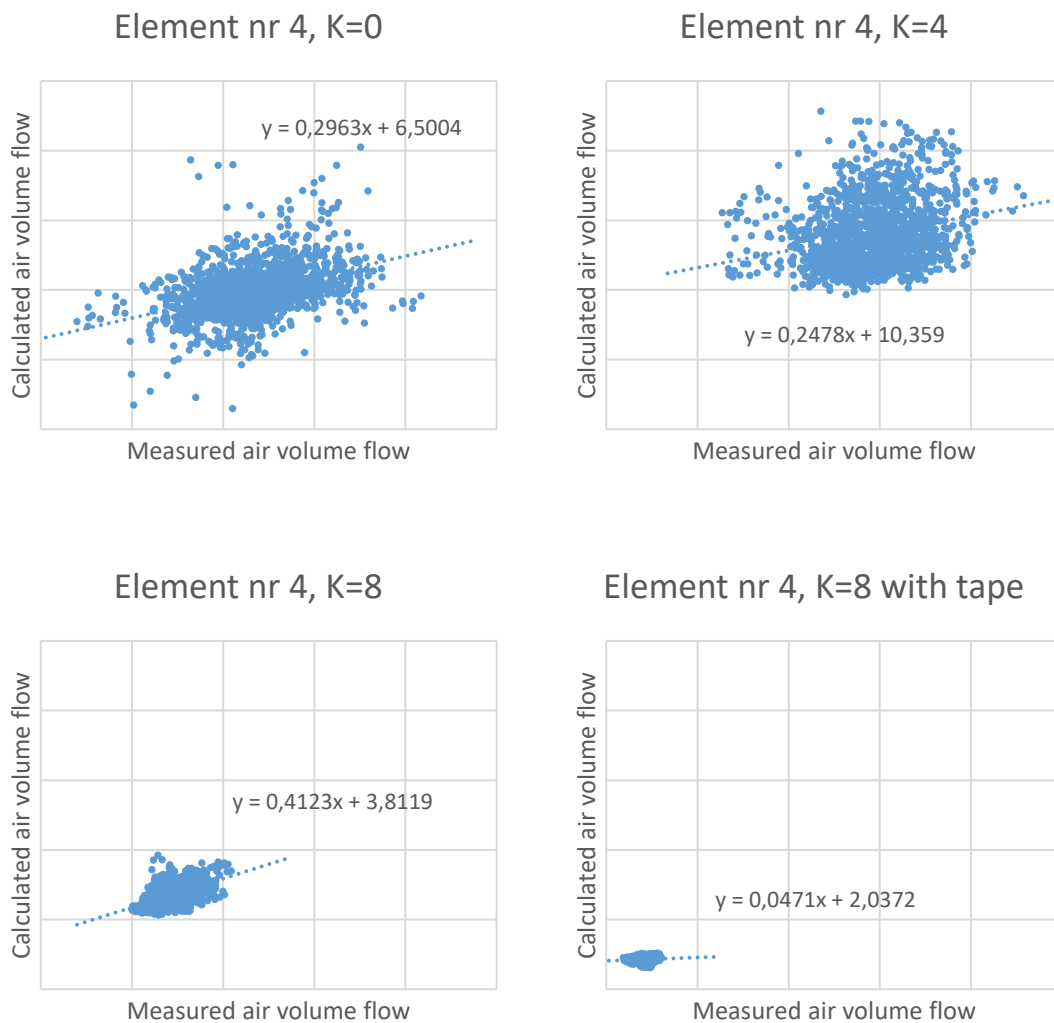 Element nr 4, K=0
Calculated air volume flow
y = 0,2963x + 6,5004
Measured air volume flow
Element nr 4, K=4
Calculated air volume flow
y = 0,2478x + 10,359
Measured air volume flow
Element nr 4, K=8
Calculated air volume flow
y = 0,4123x + 3,8119
Measured air volume flow
Element nr 4, K=8 with tape
Calculated air volume flow
y = 0,0471x + 2,0372
Measured air volume flow